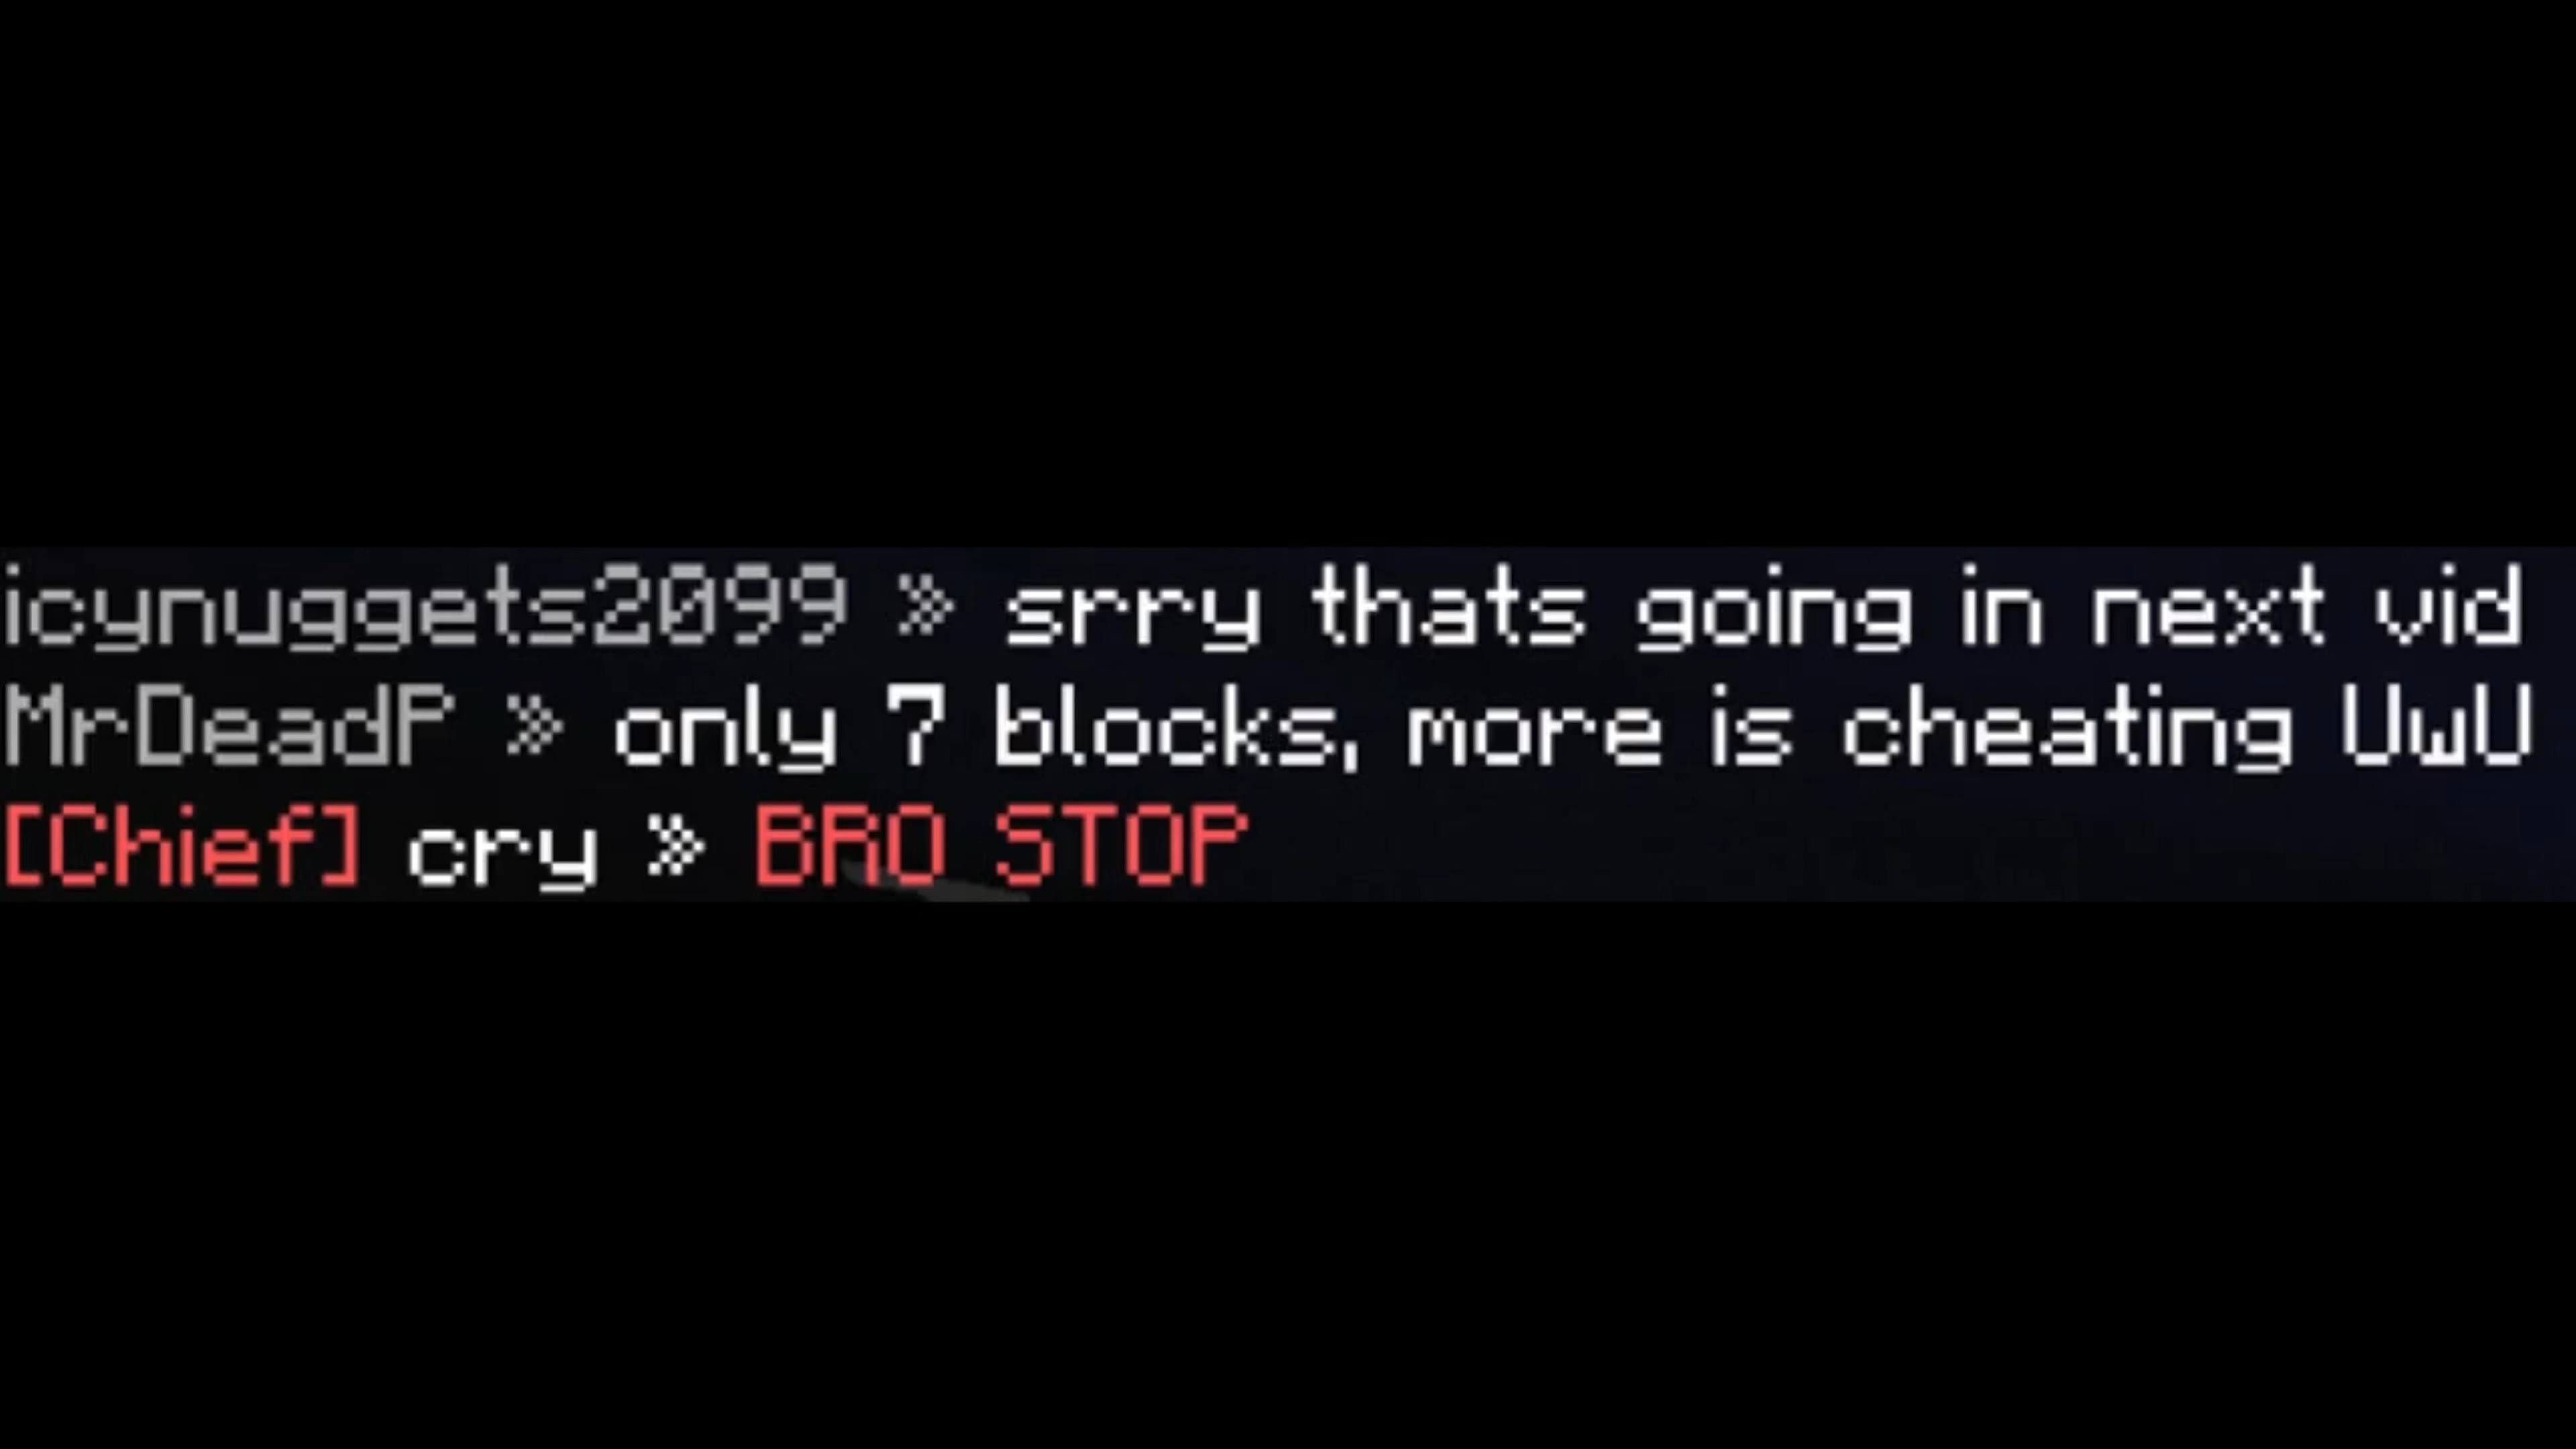 icynuggets2099 » srry thats going in next vid
MrDeadP » only 7 blocks, more is cheating UwU
[Chief] cry » BRO STOP